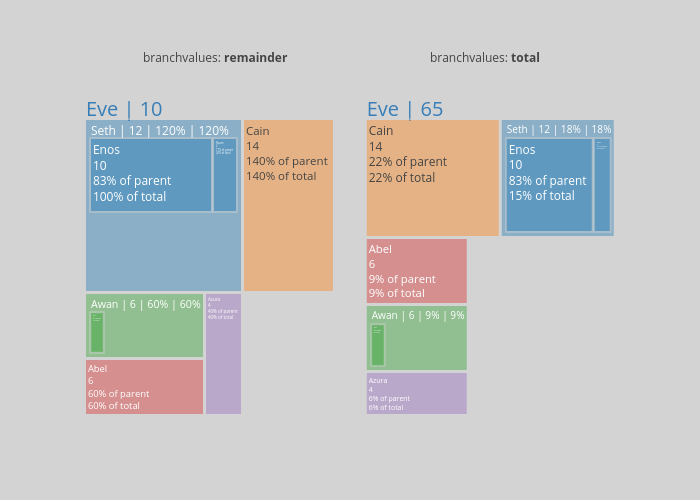 branchvalues: remainder
branchvalues: total
Eve | 10
Seth | 12 | 120% | 120%
Enos
10
83% of parent
100% of total
Cain
14
140% of parent
140% of total
Awan | 6 | 60% | 60%
Azura
4
40% of parent
40% of total
Abel
6
60% of parent
60% of total
Eve | 65
Cain
14
22% of parent
22% of total
Seth | 12 | 18% | 18%
Enos
10
83% of parent
15% of total
Abel
6
9% of parent
9% of total
Awan | 6 | 9% | 9%
Azura
4
6% of parent
6% of total